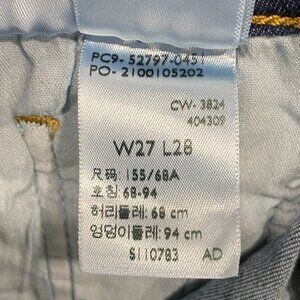 PC9-52797-0451
PO-2100105202
CW-3824
404309
W27 L28
尺码: 155/68A
호칭: 68-94
허리둘레: 68 cm
엉덩이둘레: 94 cm
5110783 AD